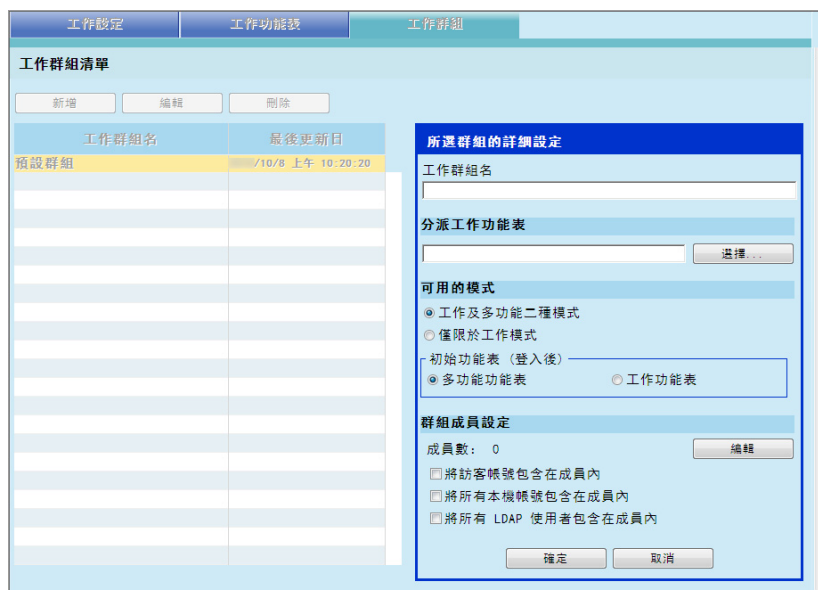 工作設定
工作功能表
工作群組
工作群組清單
新增
編輯
刪除
工作群組名
最後更新日
預設群組
/10/8 上午 10:20:20
所選群組的詳細設定
工作群組名
分派工作功能表
選擇...
可用的模式
工作及多功能二種模式
僅限於工作模式
初始功能表（登入後）
多功能功能表
工作功能表
群組成員設定
成員數： 0
編輯
將訪客帳號包含在成員內
將所有本機帳號包含在成員內
將所有 LDAP 使用者包含在成員內
確定
取消